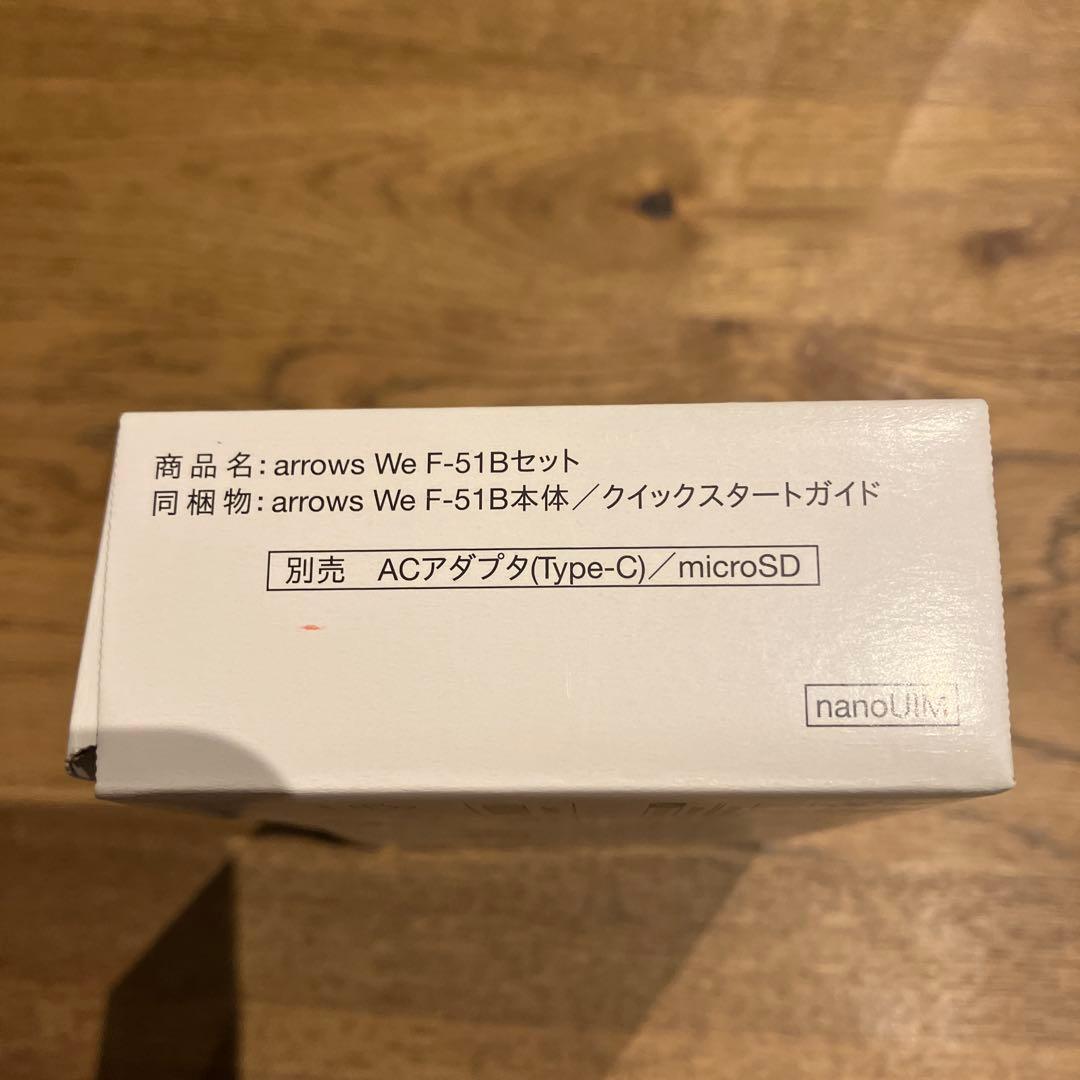 商品名:arrows We F-51Bセット
同梱物:arrows We F-51B本体／クイックスタートガイド
別売　ACアダプタ(Type-C)／microSD
nanoUIM